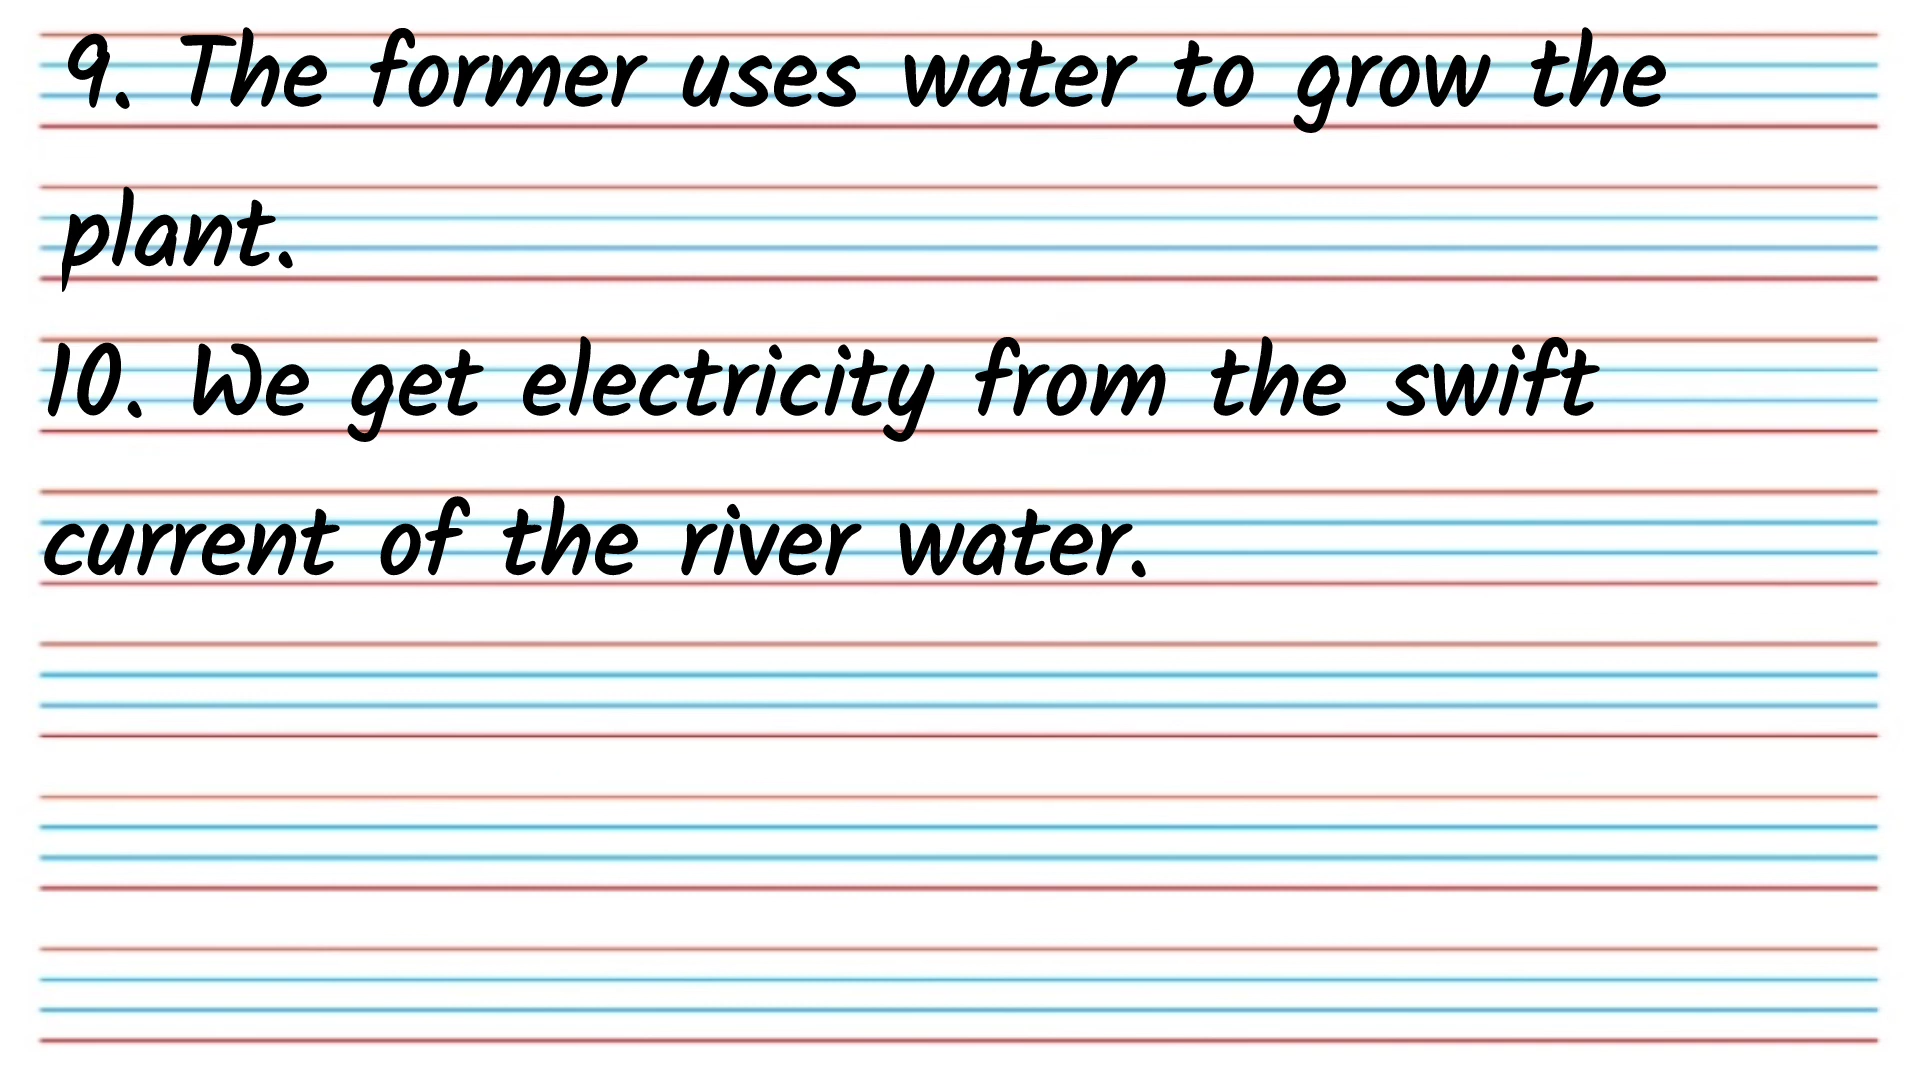 9. The former uses water to grow the
plant.
10. We get electricity from the swift
current of the river water.